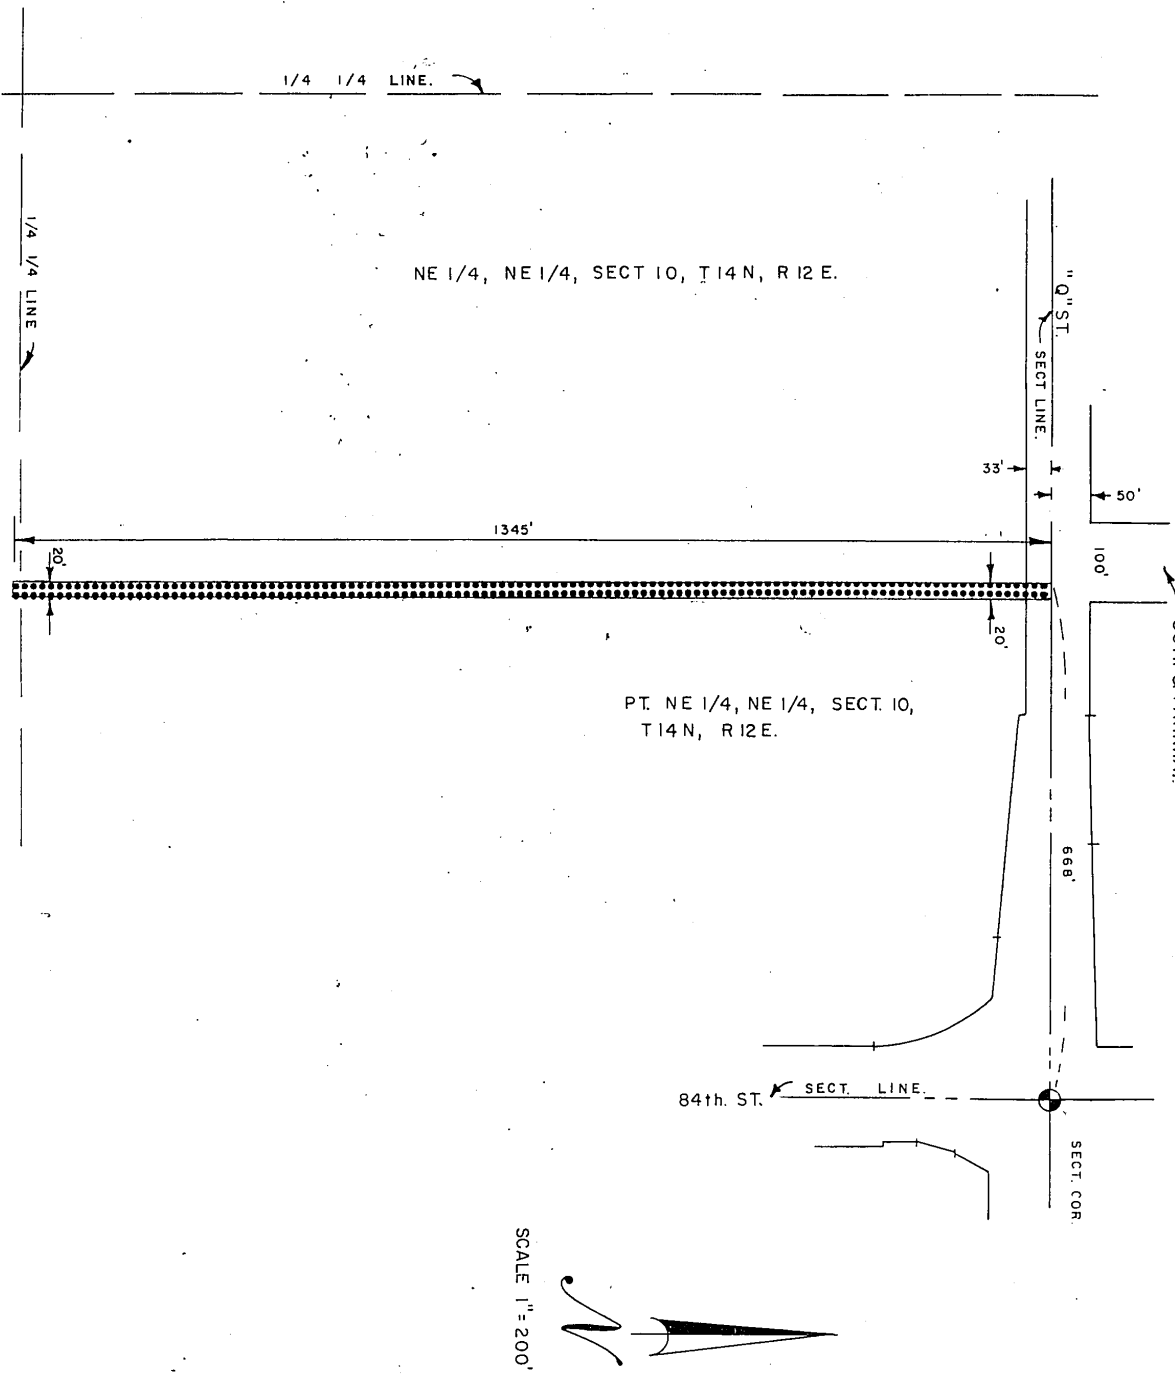 1/4 1/4 LINE.
1/4 1/4 LINE
NE 1/4, NE 1/4, SECT 10, T 14 N, R 12 E.
"Q" ST.
SECT LINE.
33'
50'
1345'
100'
20'
20'
PT. NE 1/4, NE 1/4, SECT. 10,
T 14 N, R 12 E.
668'
84th. ST.
SECT. LINE.
SECT. COR.
SCALE 1" = 200'
N